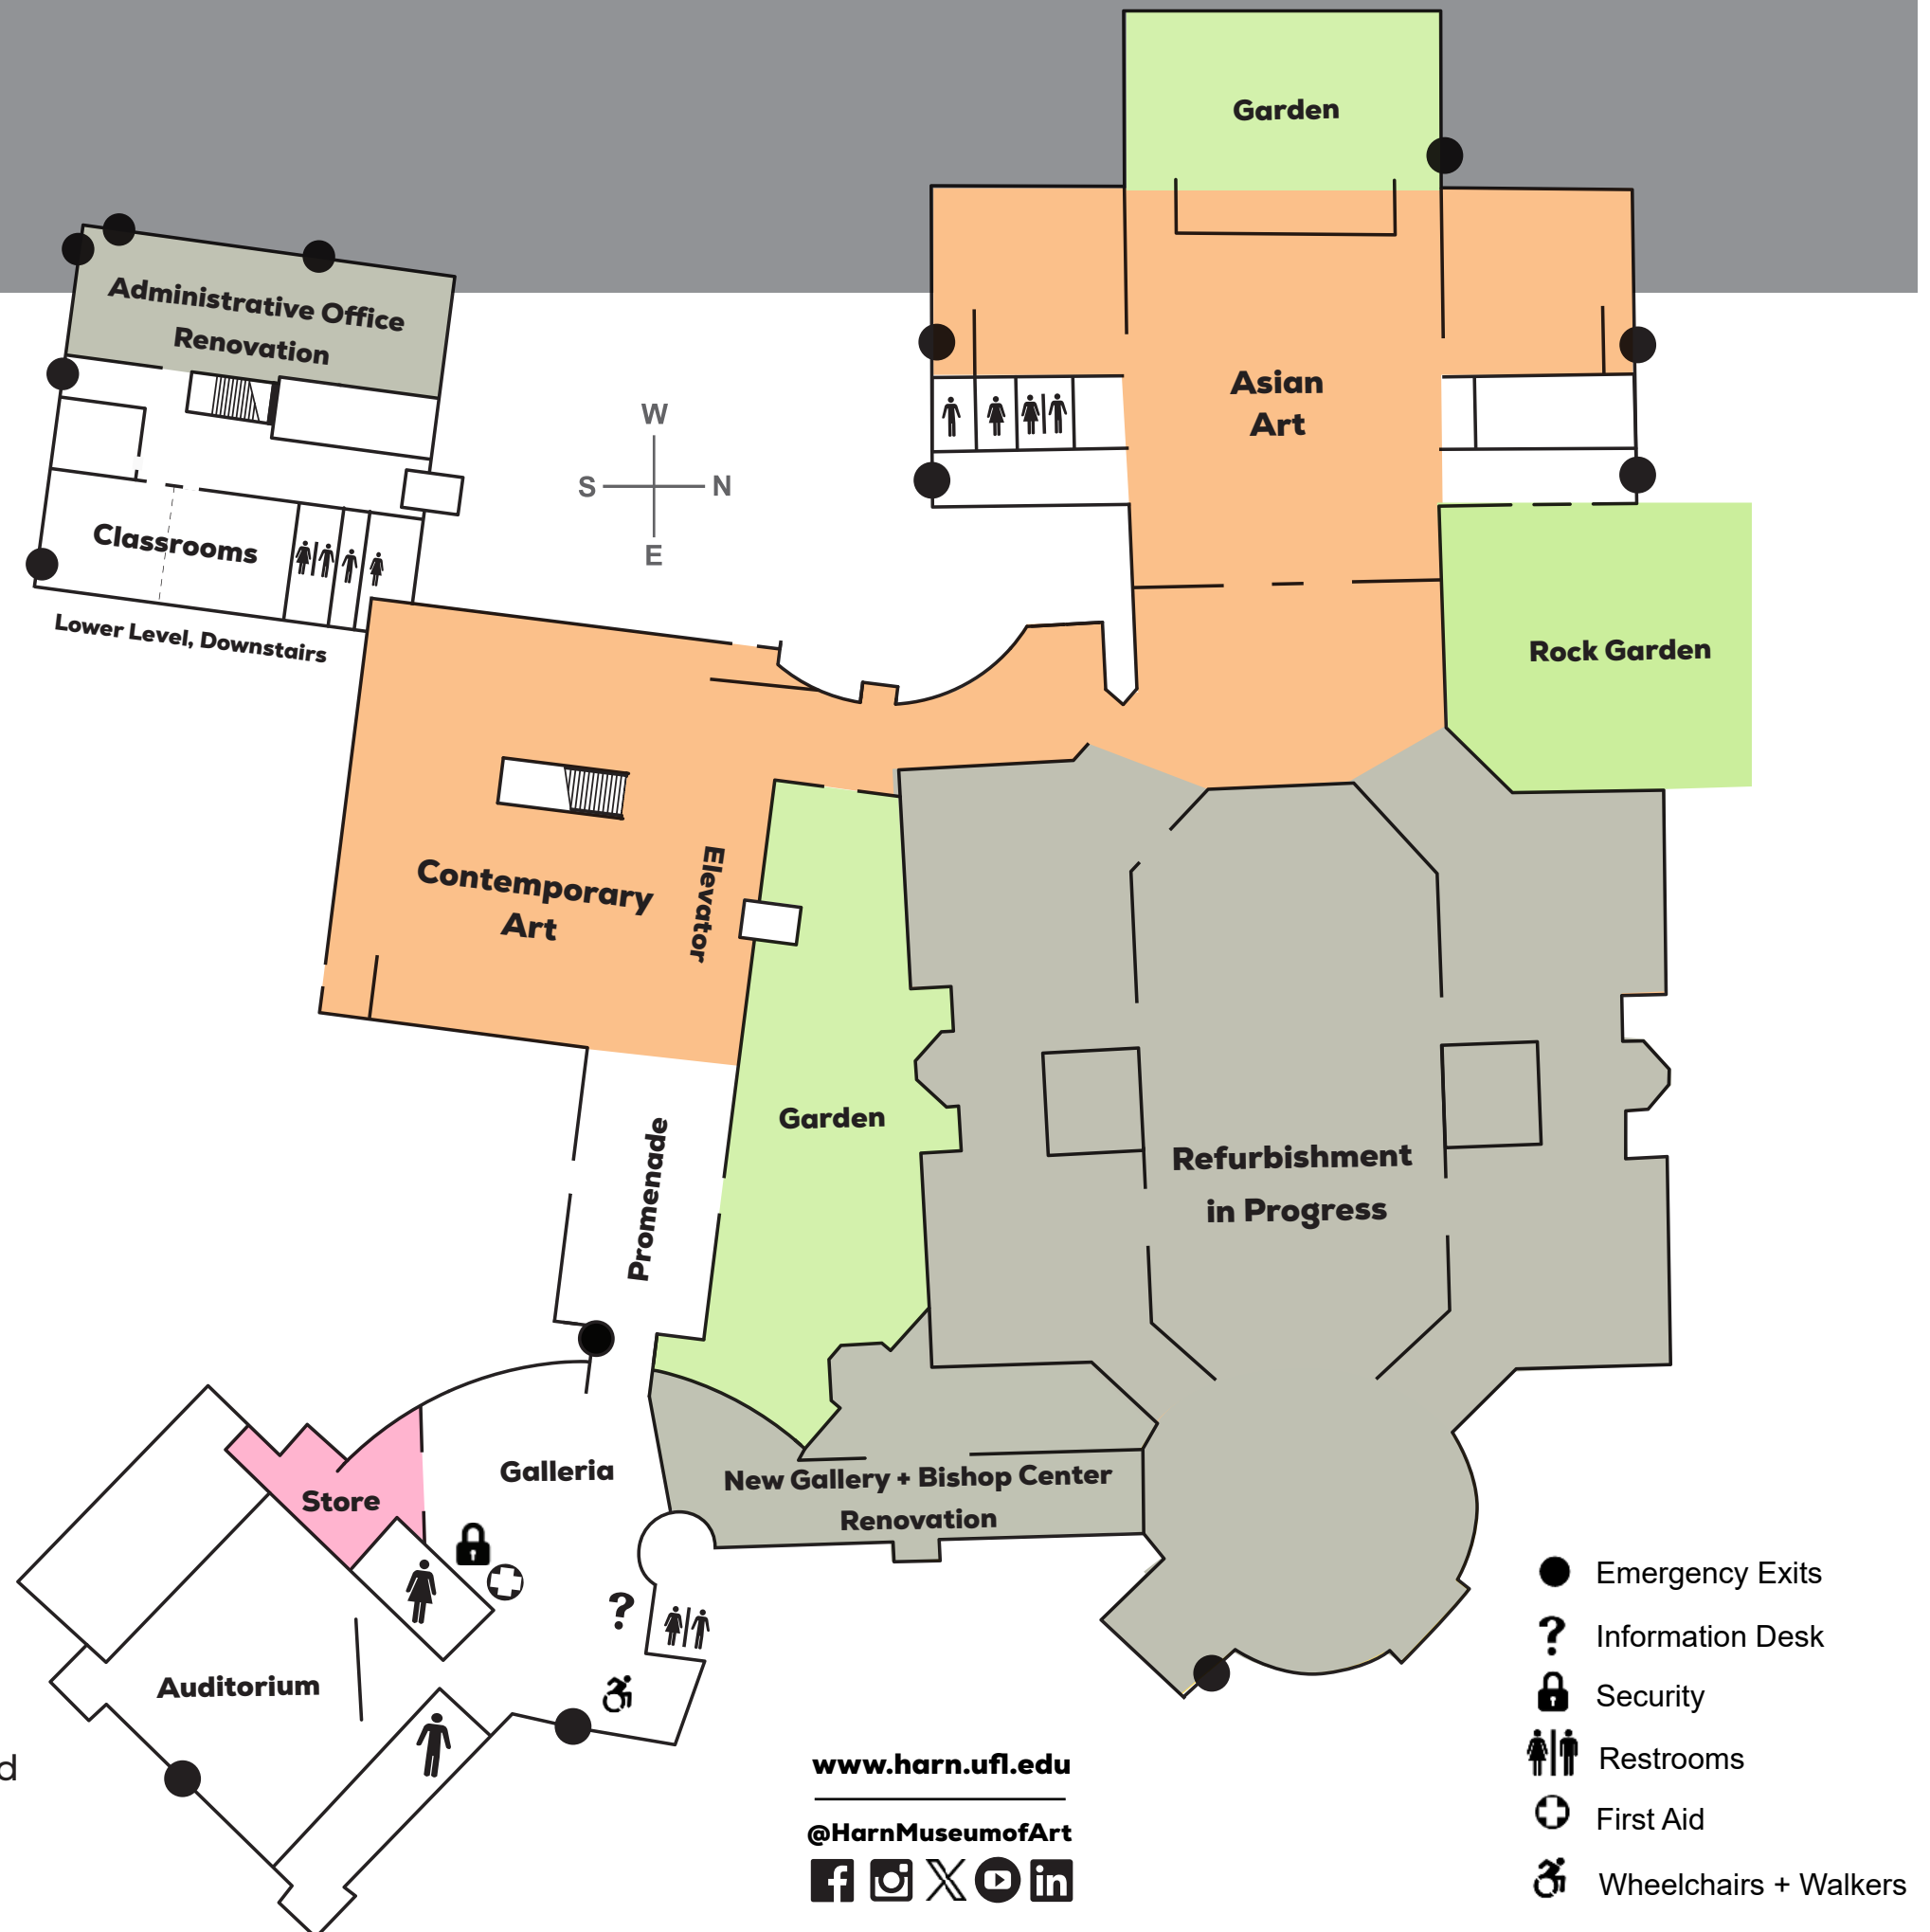 Garden
Administrative Office
Renovation
Asian
Art
W
S N
E
Classrooms
Lower Level, Downstairs
Rock Garden
Contemporary
Art
Elevator
Garden
Promenade
Refurbishment
in Progress
Galleria
Store
New Gallery + Bishop Center
Renovation
?
Auditorium
d
Emergency Exits
? Information Desk
Security
Restrooms
First Aid
Wheelchairs + Walkers
www.harn.ufl.edu
@HarnMuseumofArt